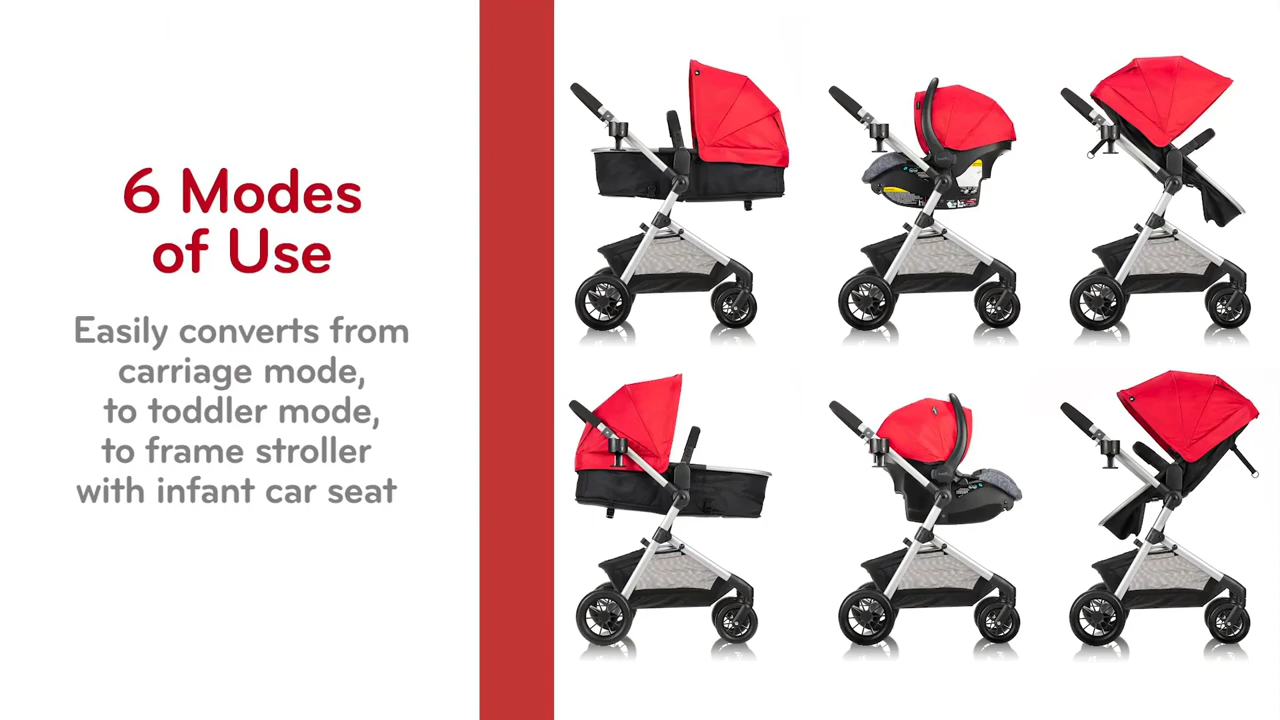 6 Modes
of Use
Easily converts from
carriage mode,
to toddler mode,
to frame stroller
with infant car seat